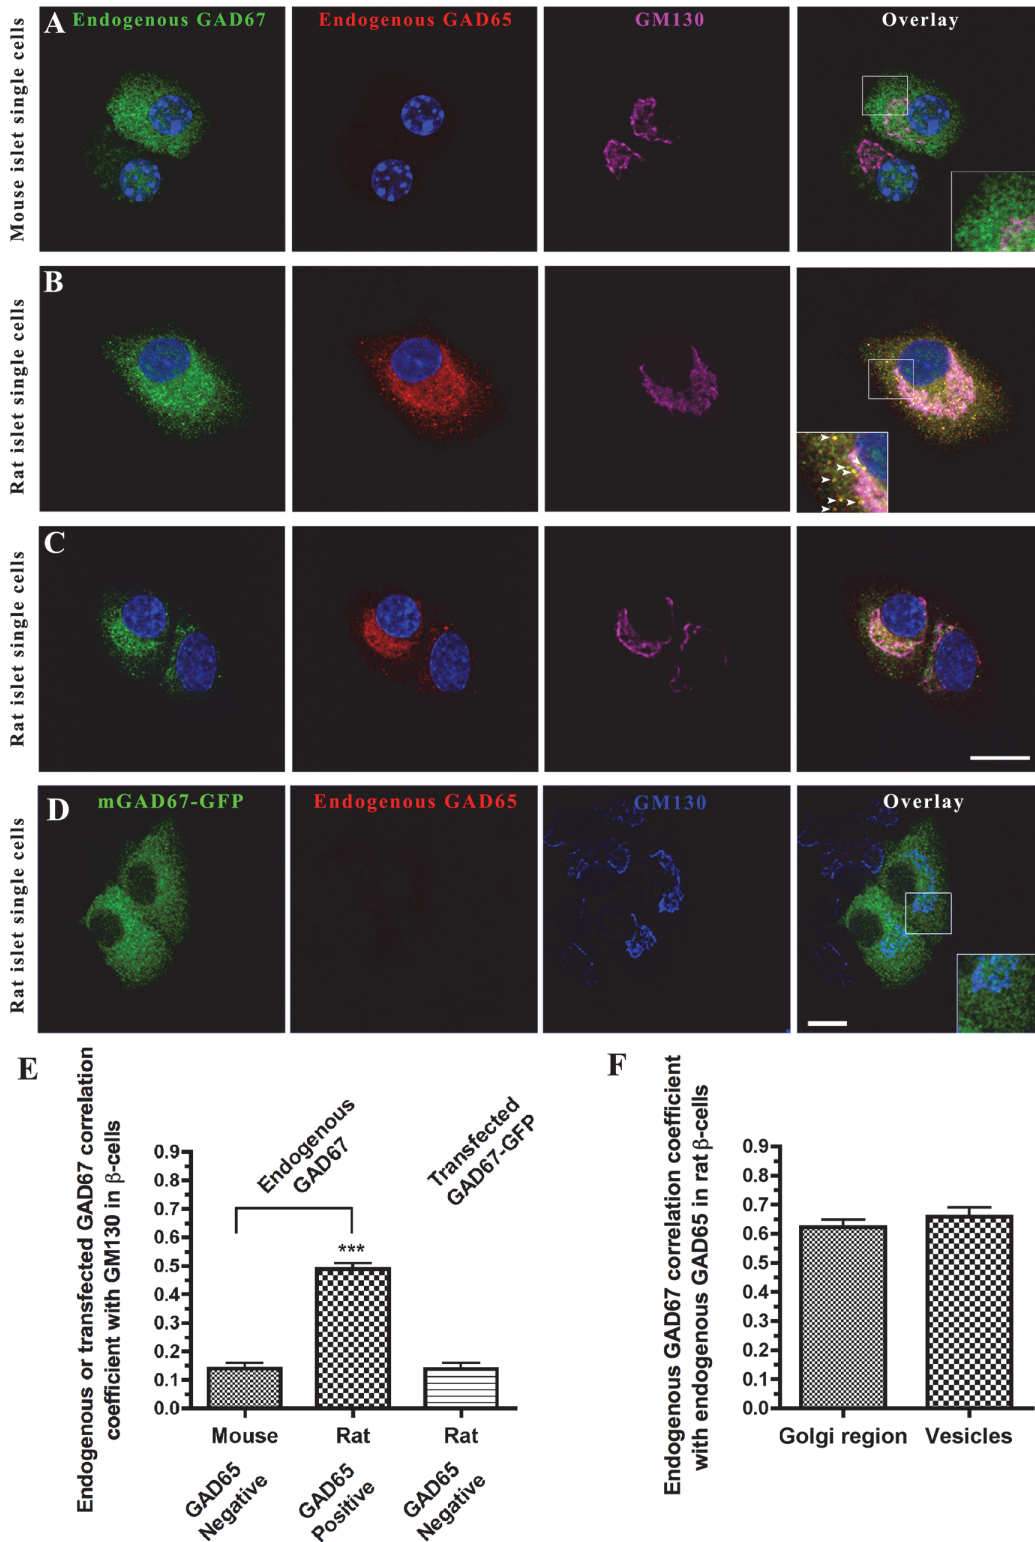 A
Endogenous GAD67
Endogenous GAD65
GM130
Overlay
Mouse islet single cells
B
Rat islet single cells
C
Rat islet single cells
D
mGAD67-GFP
Endogenous GAD65
GM130
Overlay
Rat islet single cells
E
Endogenous or transfected GAD67 correlation
coefficient with GM130 in β-cells
0.9
0.8
0.7
0.6
0.5
0.4
0.3
0.2
0.1
0.0
Endogenous
GAD67
Transfected
GAD67-GFP
***
Mouse
Rat
Rat
GAD65
Negative
GAD65
Positive
GAD65
Negative
F
Endogenous GAD67 correlation coefficient
with endogenous GAD65 in rat β-cells
0.9
0.8
0.7
0.6
0.5
0.4
0.3
0.2
0.1
0.0
Golgi region
Vesicles